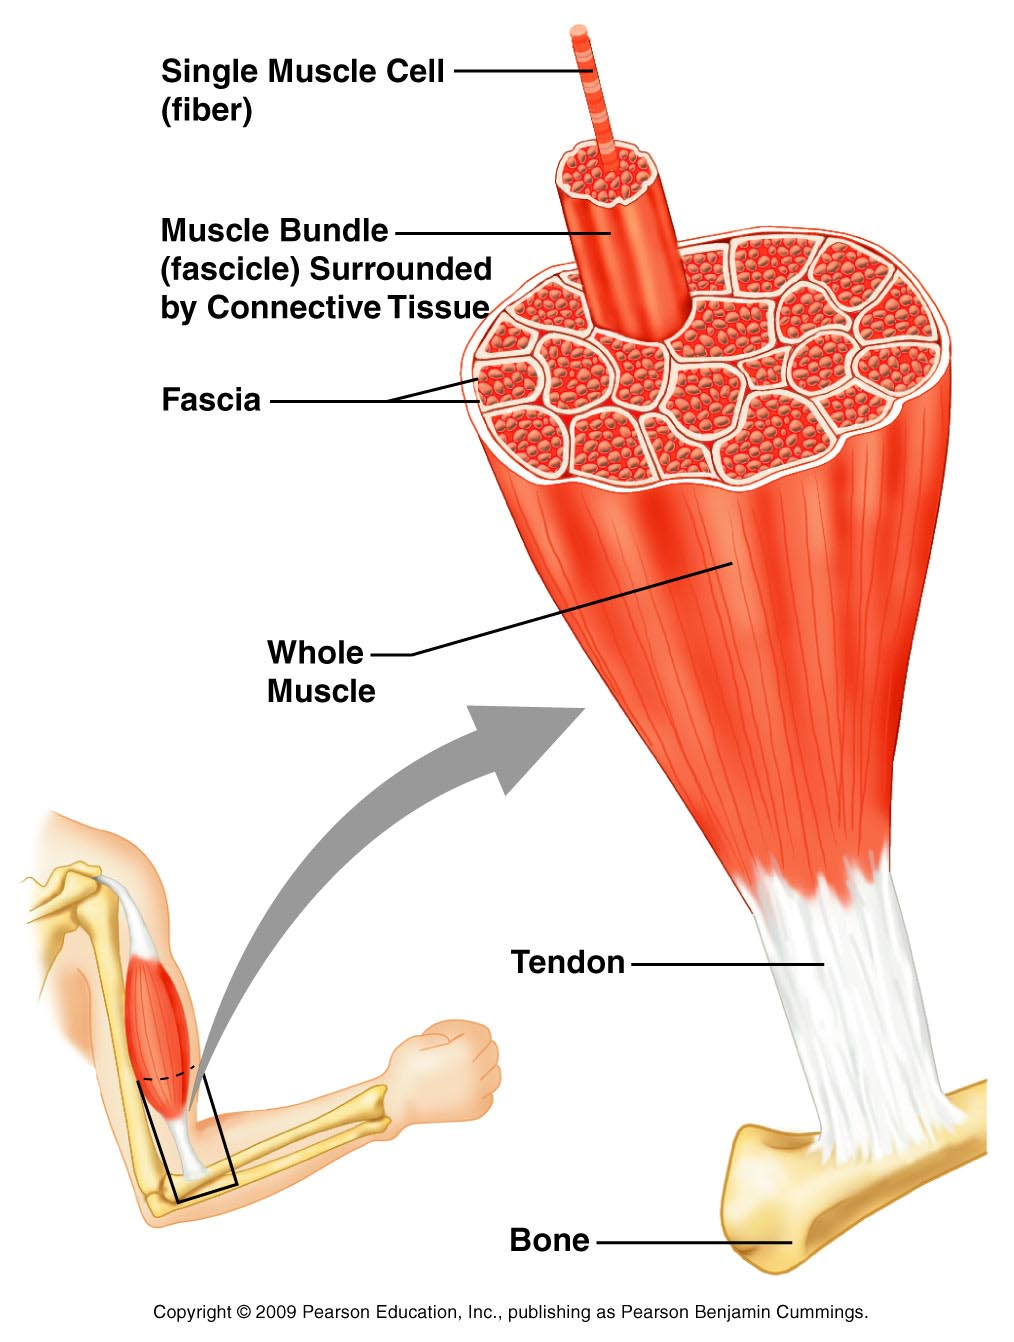 Single Muscle Cell
(fiber)
Muscle Bundle
(fascicle) Surrounded
by Connective Tissue
Fascia
Whole
Muscle
Tendon
Bone
Copyright © 2009 Pearson Education, Inc., publishing as Pearson Benjamin Cummings.